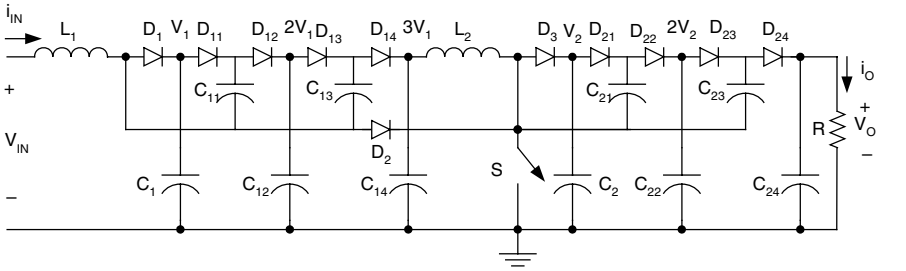 i_IN
L_1 D_1 V_1 D_11 D_12 2V_1 D_13 D_14 3V_1 L_2 D_3 V_2 D_21 D_22 2V_2 D_23 D_24
C_11 C_13 C_21 C_23 i_O
+ +
V_IN D_2 R V_O
S –
– C_1 C_12 C_14 C_2 C_22 C_24